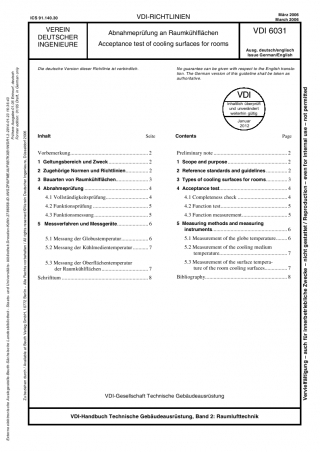 ICS 91.140.30
VDI-RICHTLINIEN
März 2006
March 2006
VEREIN
DEUTSCHER
INGENIEURE
Abnahmeprüfung an Raumkühlflächen
Acceptance test of cooling surfaces for rooms
VDI 6031
Ausg. deutsch/englisch
Issue German/English
Die deutsche Version dieser Richtlinie ist verbindlich.
No guarantee can be given with respect to the English transla-
tion. The German version of this guideline shall be taken as
authoritative.
VDI
Inhaltlich überprüft
und unverändert
weiterhin gültig
Januar
2012
Inhalt Seite
Vorbemerkung 2
1 Geltungsbereich und Zweck 2
2 Zugehörige Normen und Richtlinien 2
3 Bauarten von Raumkühlflächen 3
4 Abnahmeprüfung 4
4.1 Vollständigkeitsprüfung 4
4.2 Funktionsprüfung 5
4.3 Funktionsmessung 5
5 Messverfahren und Messgeräte 6
5.1 Messung der Globetemperatur 6
5.2 Messung der Kühlmedientemperatur 7
5.3 Messung der Oberflächentemperatur
der Raumkühlflächen 7
Schrifttum 8
Contents Page
Preliminary note 2
1 Scope and purpose 2
2 Reference standards and guidelines 2
3 Types of cooling surfaces for rooms 3
4 Acceptance test 4
4.1 Completeness check 4
4.2 Function test 5
4.3 Function measurement 5
5 Measuring methods and measuring
instruments 6
5.1 Measurement of the globe temperature 6
5.2 Measurement of the cooling medium
temperature 7
5.3 Measurement of the surface tempera-
ture of the room cooling surfaces 7
Bibliography 8
VDI-Gesellschaft Technische Gebäudeausrüstung
VDI-Handbuch Technische Gebäudeausrüstung, Band 2: Raumlufttechnik
Vervielfältigung – auch für innerbetriebliche Zwecke – nicht gestattet / Reproduction – even for internal use – not permitted